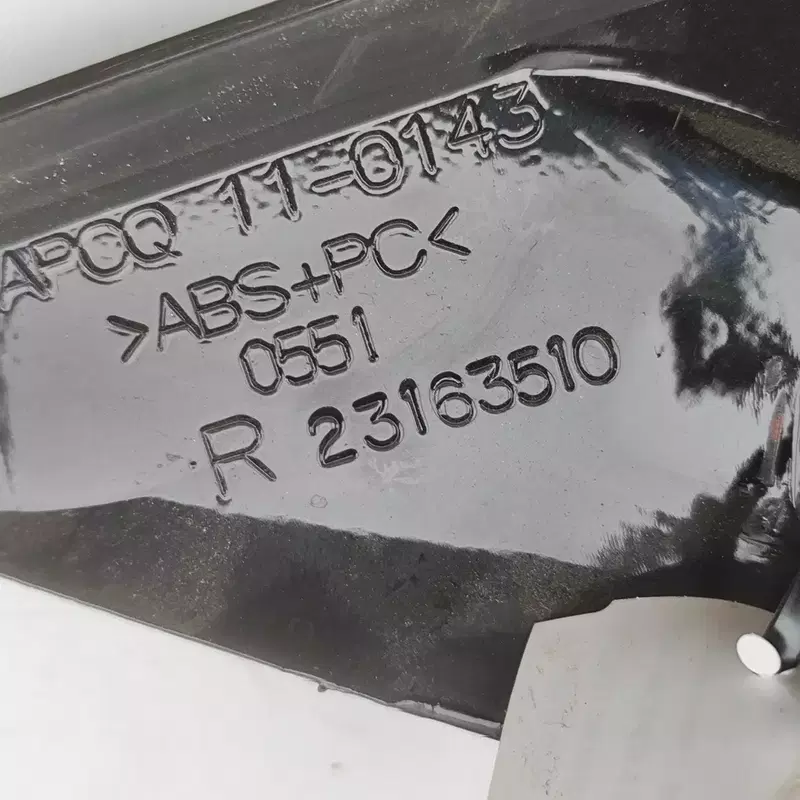 APCQ 11-0143
>ABS+PC<
0551
R 23163510